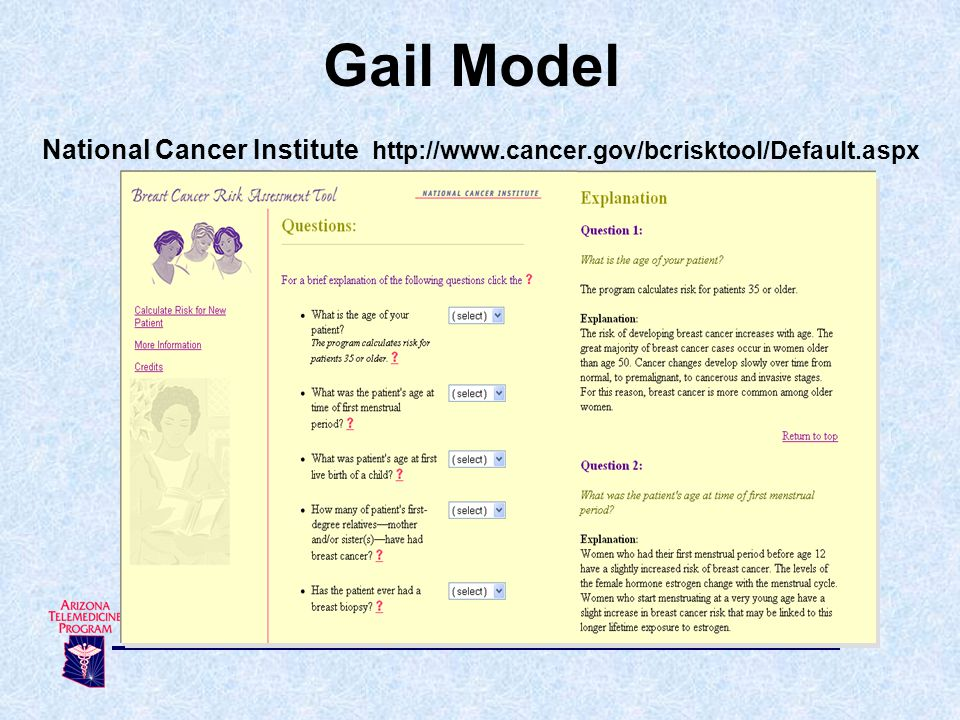 Gail Model
National Cancer Institute http://www.cancer.gov/bcrisktool/Default.aspx
Breast Cancer Risk Assessment Tool
NATIONAL CANCER INSTITUTE
Calculate Risk for New
Patient
More Information
Credits
Questions:
For a brief explanation of the following questions click the ?
• What is the age of your
patient?
The program calculates risk for
patients 35 or older. ?
(select)
• What was the patient's age at
time of first menstrual
period? ?
(select)
• What was patient's age at first
live birth of a child? ?
(select)
• How many of patient's first-
degree relatives—mother
and/or sister(s)—have had
breast cancer? ?
(select)
• Has the patient ever had a
breast biopsy? ?
(select)
Explanation
Question 1:
What is the age of your patient?
The program calculates risk for patients 35 or older.
Explanation:
The risk of developing breast cancer increases with age. The
great majority of breast cancer cases occur in women older
than age 50. Cancer changes develop slowly over time from
normal, to premalignant, to cancerous and invasive stages.
For this reason, breast cancer is more common among older
women.
Return to top
Question 2:
What was the patient's age at time of first menstrual
period?
Explanation:
Women who had their first menstrual period before age 12
have a slightly increased risk of breast cancer. The levels of
the female hormone estrogen change with the menstrual cycle.
Women who start menstruating at a very young age have a
slight increase in breast cancer risk that may be linked to this
longer lifetime exposure to estrogen.
ARIZONA
TELEMEDICINE
PROGRAM